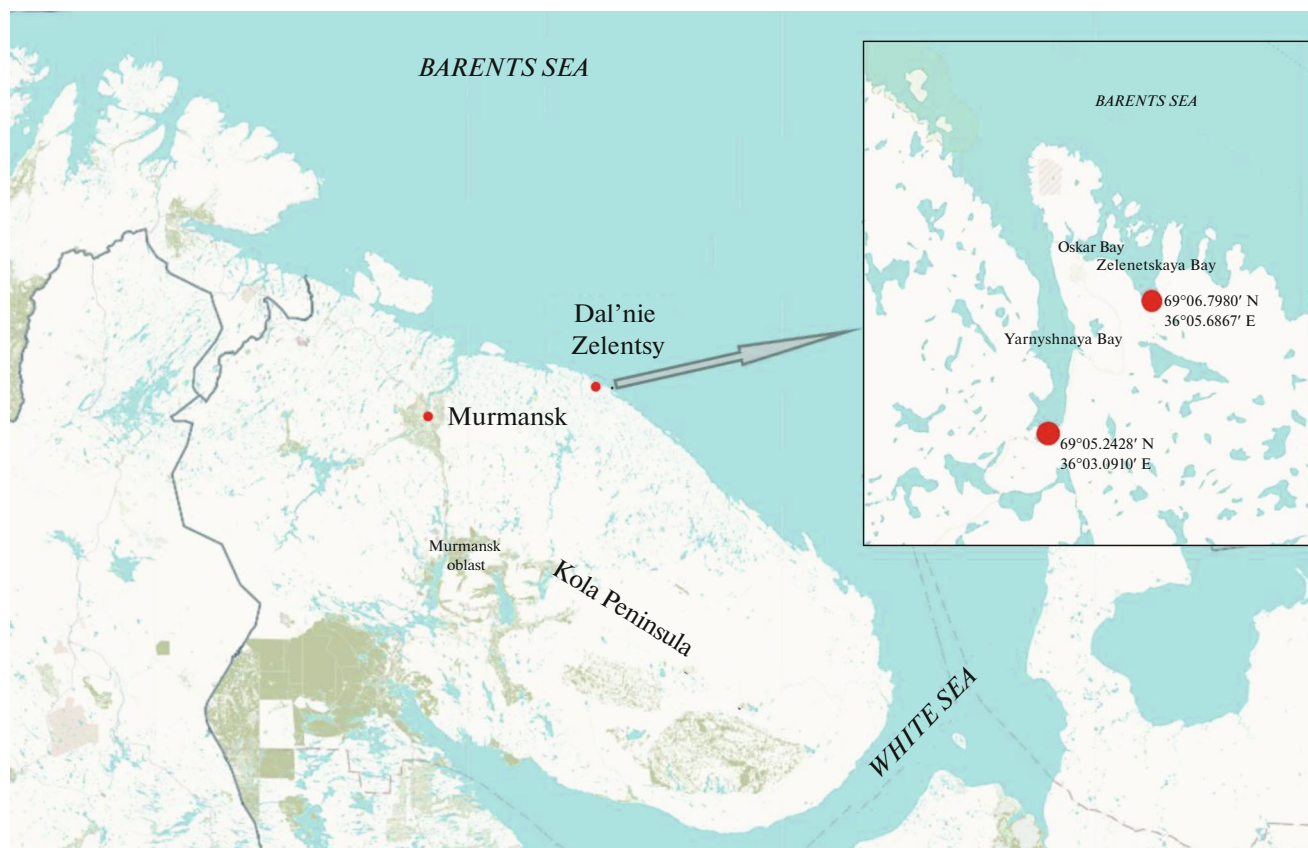 BARENTS SEA
BARENTS SEA
Oskar Bay
Zelenetskaya Bay
69°06.7980′ N
36°05.6867′ E
Yarnyshnaya Bay
69°05.2428′ N
36°03.0910′ E
Dal’nie
Zelentsy
Murmansk
Murmansk
oblast
Kola Peninsula
WHITE SEA